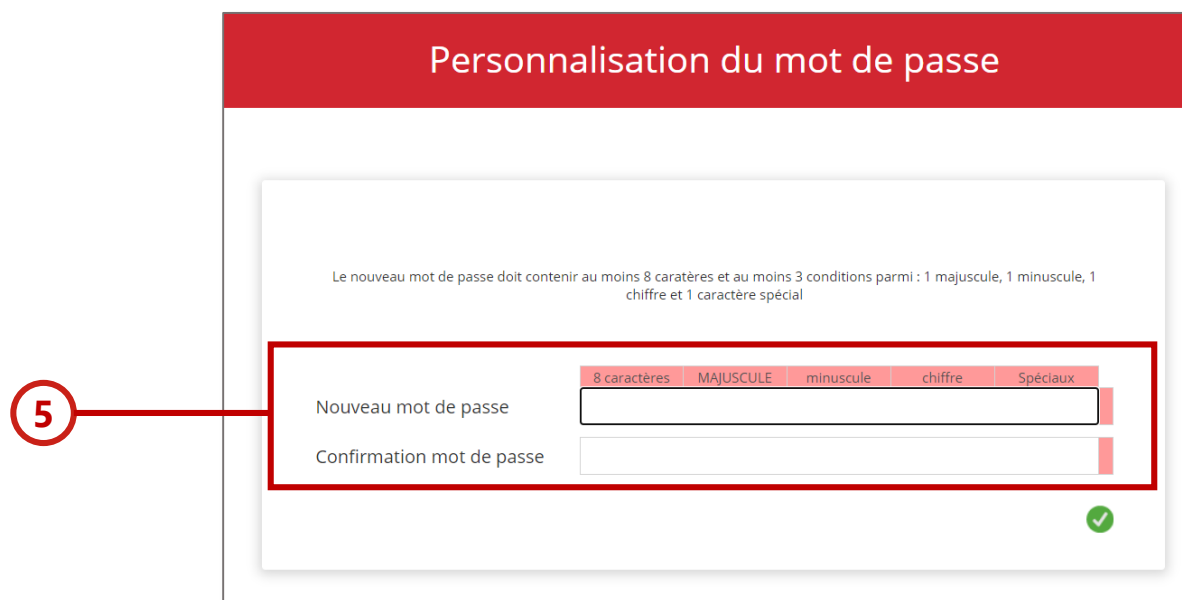 Personnalisation du mot de passe
Le nouveau mot de passe doit contenir au moins 8 caratères et au moins 3 conditions parmi : 1 majuscule, 1 minuscule, 1
chiffre et 1 caractère spécial
8 caractères MAJUSCULE minuscule chiffre Spéciaux
5
Nouveau mot de passe
Confirmation mot de passe